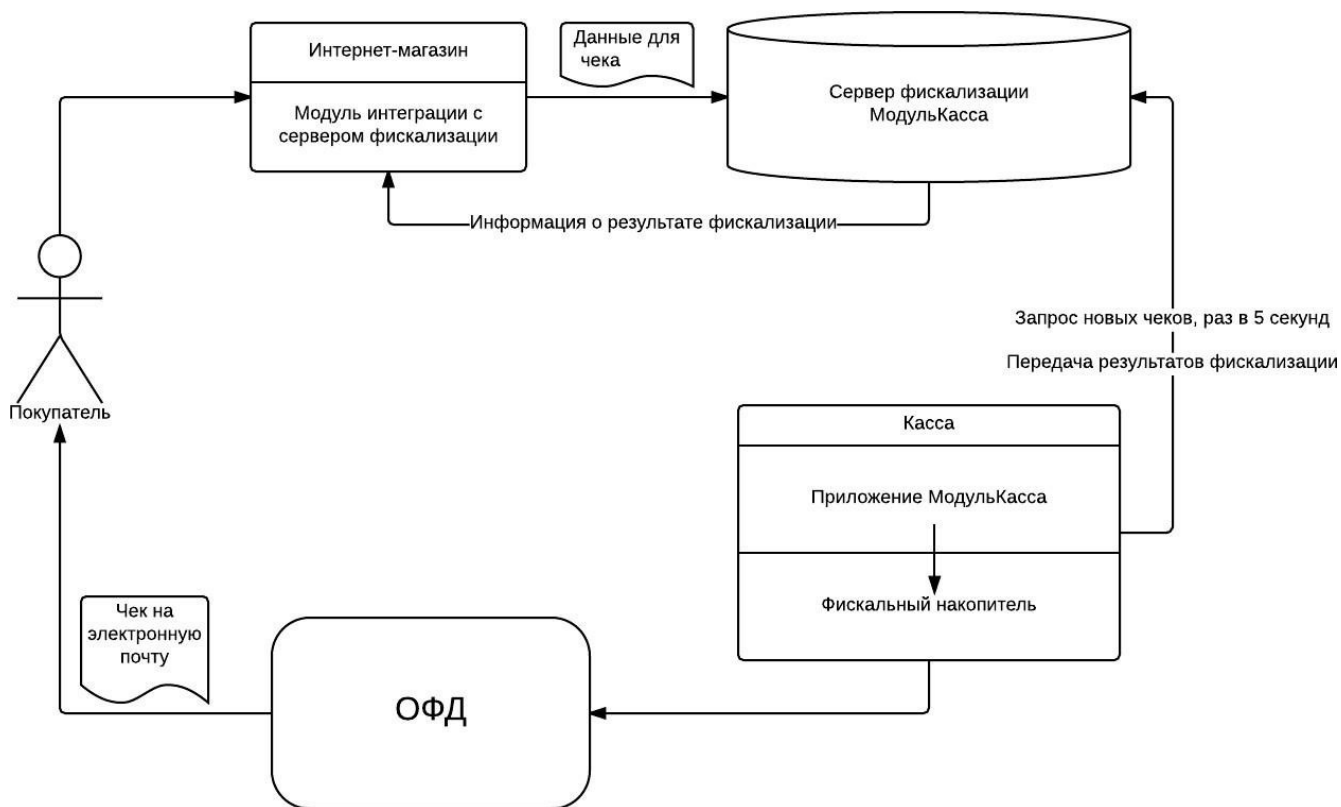 Интернет-магазин
Модуль интеграции с
сервером фискализации
Данные для
чека
Сервер фискализации
МодульКасса
Информация о результате фискализации
Запрос новых чеков, раз в 5 секунд
Передача результатов фискализации
Покупатель
Касса
Приложение МодульКасса
Фискальный накопитель
Чек на
электронную
почту
ОФД